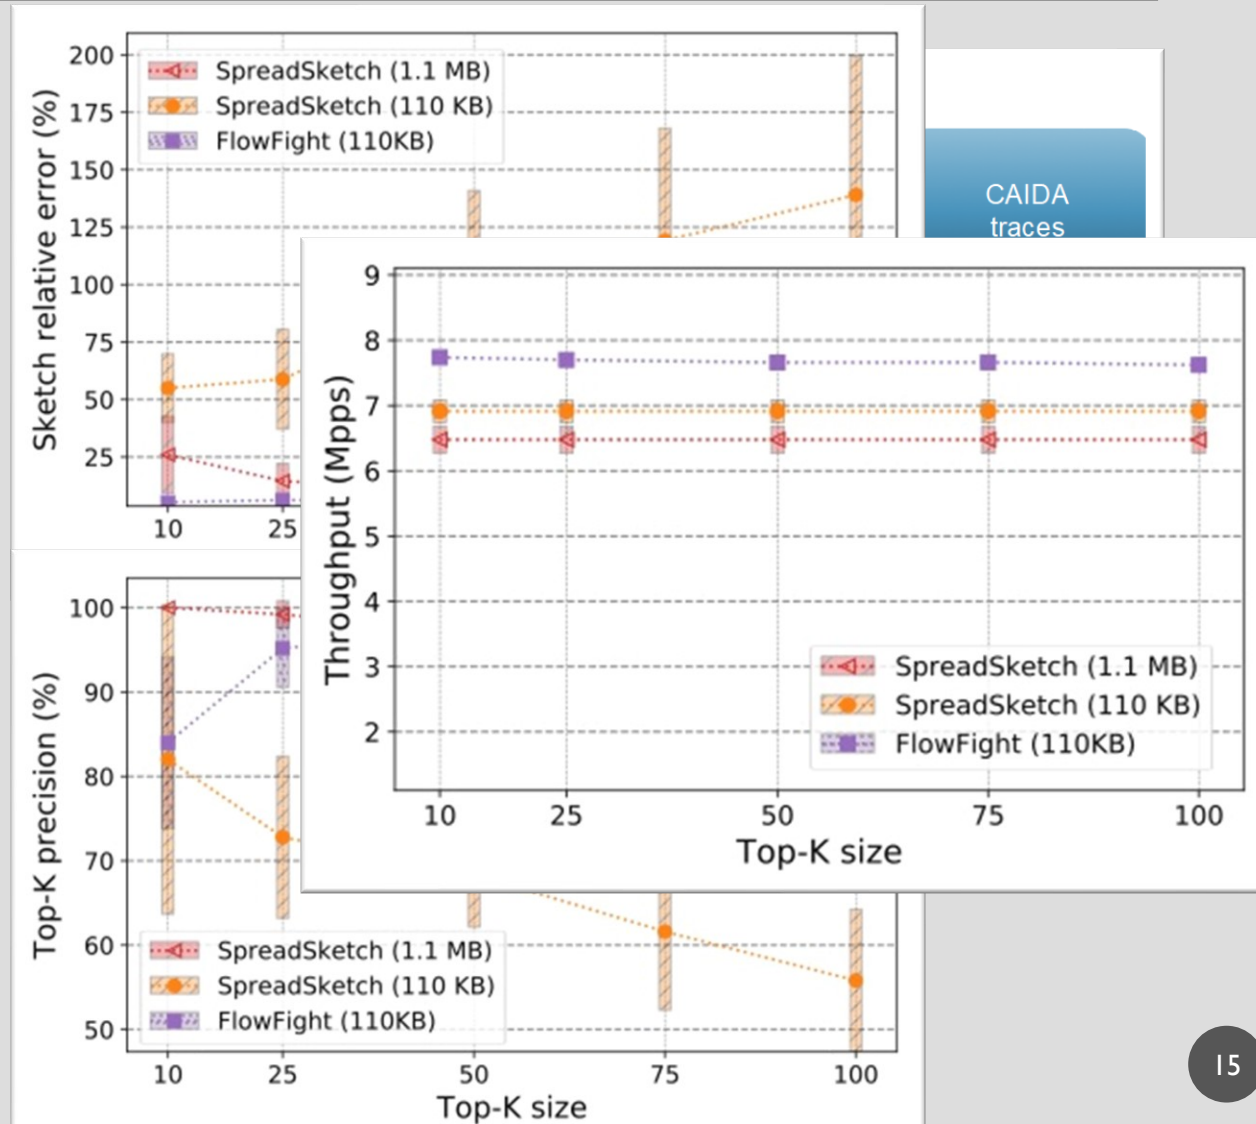 Sketch relative error (%)
200
175
150
125
100
75
50
25
SpreadSketch (1.1 MB)
SpreadSketch (110 KB)
FlowFight (110KB)
10
25
CAIDA
traces
Throughput (Mpps)
9
8
7
6
5
4
3
2
SpreadSketch (1.1 MB)
SpreadSketch (110 KB)
FlowFight (110KB)
10
25
50
75
100
Top-K size
Top-K precision (%)
100
90
80
70
60
50
SpreadSketch (1.1 MB)
SpreadSketch (110 KB)
FlowFight (110KB)
10
25
50
75
100
Top-K size
15